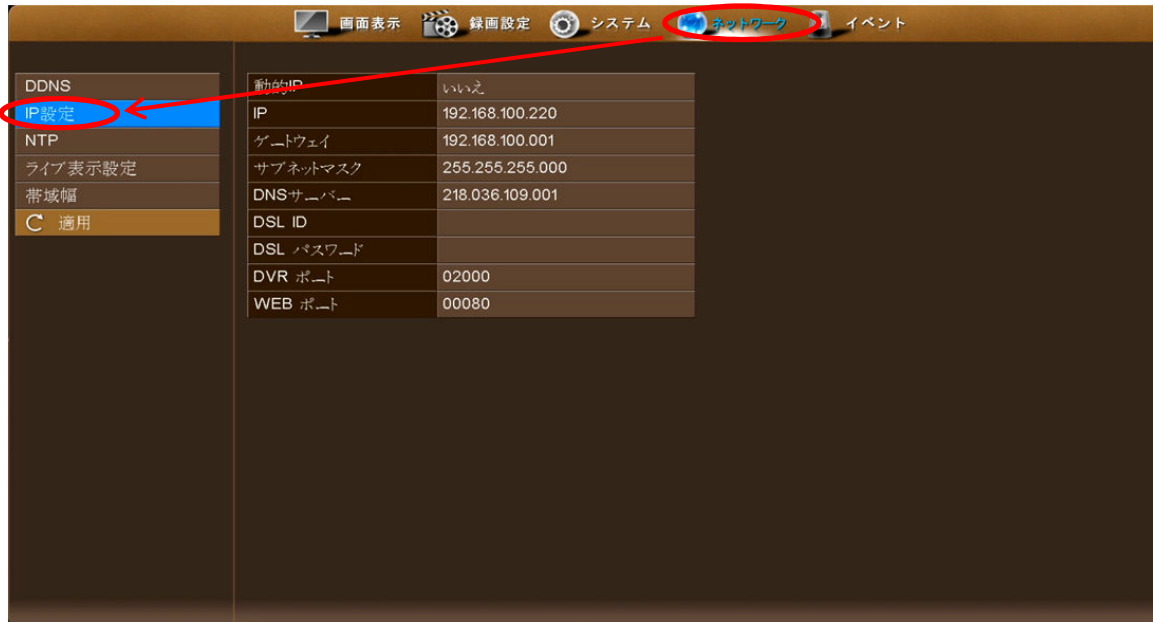 画面表示 録画設定 システム ネットワーク イベント
DDNS
IP設定
NTP
ライブ表示設定
帯域幅
適用
動的IP いいえ
IP 192.168.100.220
ゲートウェイ 192.168.100.001
サブネットマスク 255.255.255.000
DNSサーバー 218.036.109.001
DSL ID
DSL パスワード
DVR ポート 02000
WEB ポート 00080